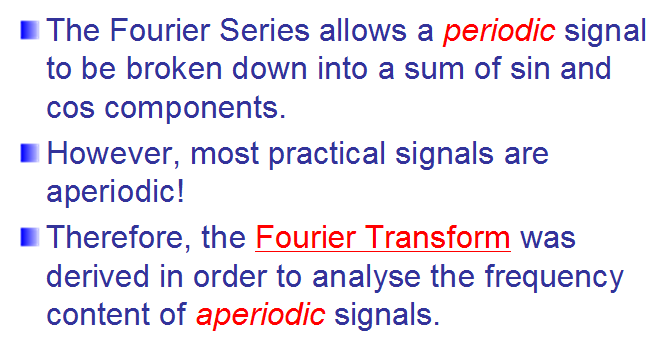 The Fourier Series allows a periodic signal
to be broken down into a sum of sin and
cos components.
However, most practical signals are
aperiodic!
Therefore, the Fourier Transform was
derived in order to analyse the frequency
content of aperiodic signals.